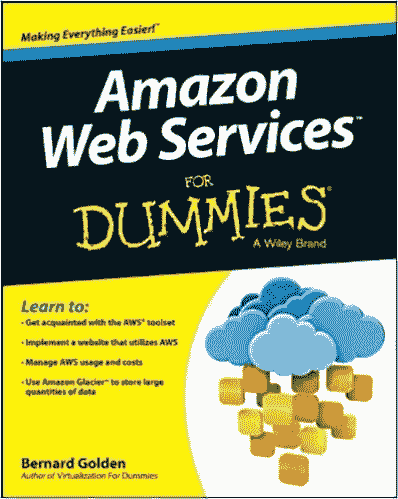 Making Everything Easier!™
Amazon
Web Services™
FOR
DUMMIES®
A Wiley Brand
Learn to:
• Get acquainted with the AWS® toolset
• Implement a website that utilizes AWS
• Manage AWS usage and costs
• Use Amazon Glacier™ to store large
quantities of data
Bernard Golden
Author of Virtualization For Dummies